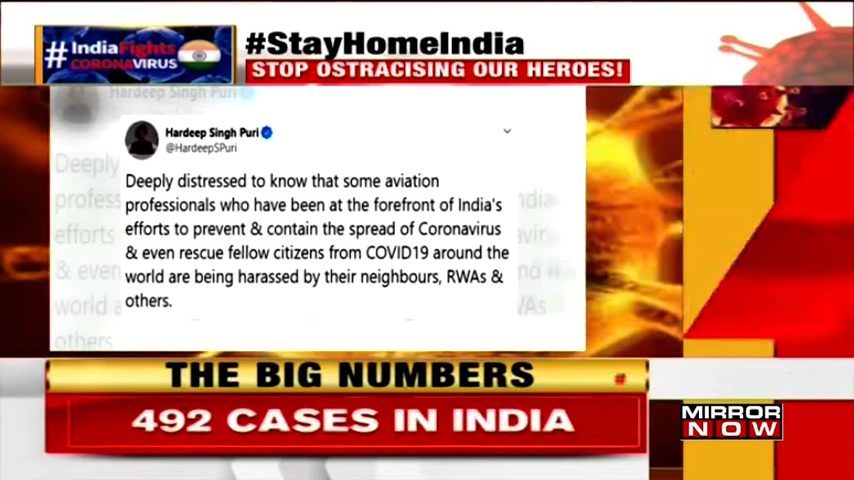 #IndiaFights
CORONAVIRUS
#StayHomeIndia
STOP OSTRACISING OUR HEROES!
Hardeep Singh Puri
Hardeep Singh Puri
@HardeepSPuri
Deeply distressed to know that some aviation
professionals who have been at the forefront of India's
efforts to prevent & contain the spread of Coronavirus
& even rescue fellow citizens from COVID19 around the
world are being harassed by their neighbours, RWAs &
others.
THE BIG NUMBERS #
492 CASES IN INDIA
MIRROR
NOW